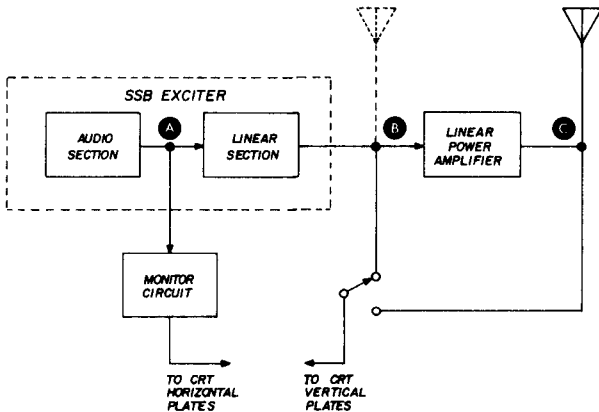 SSB EXCITER
AUDIO
SECTION
A
LINEAR
SECTION
B
LINEAR
POWER
AMPLIFIER
C
MONITOR
CIRCUIT
TO CRT
HORIZONTAL
PLATES
TO CRT
VERTICAL
PLATES